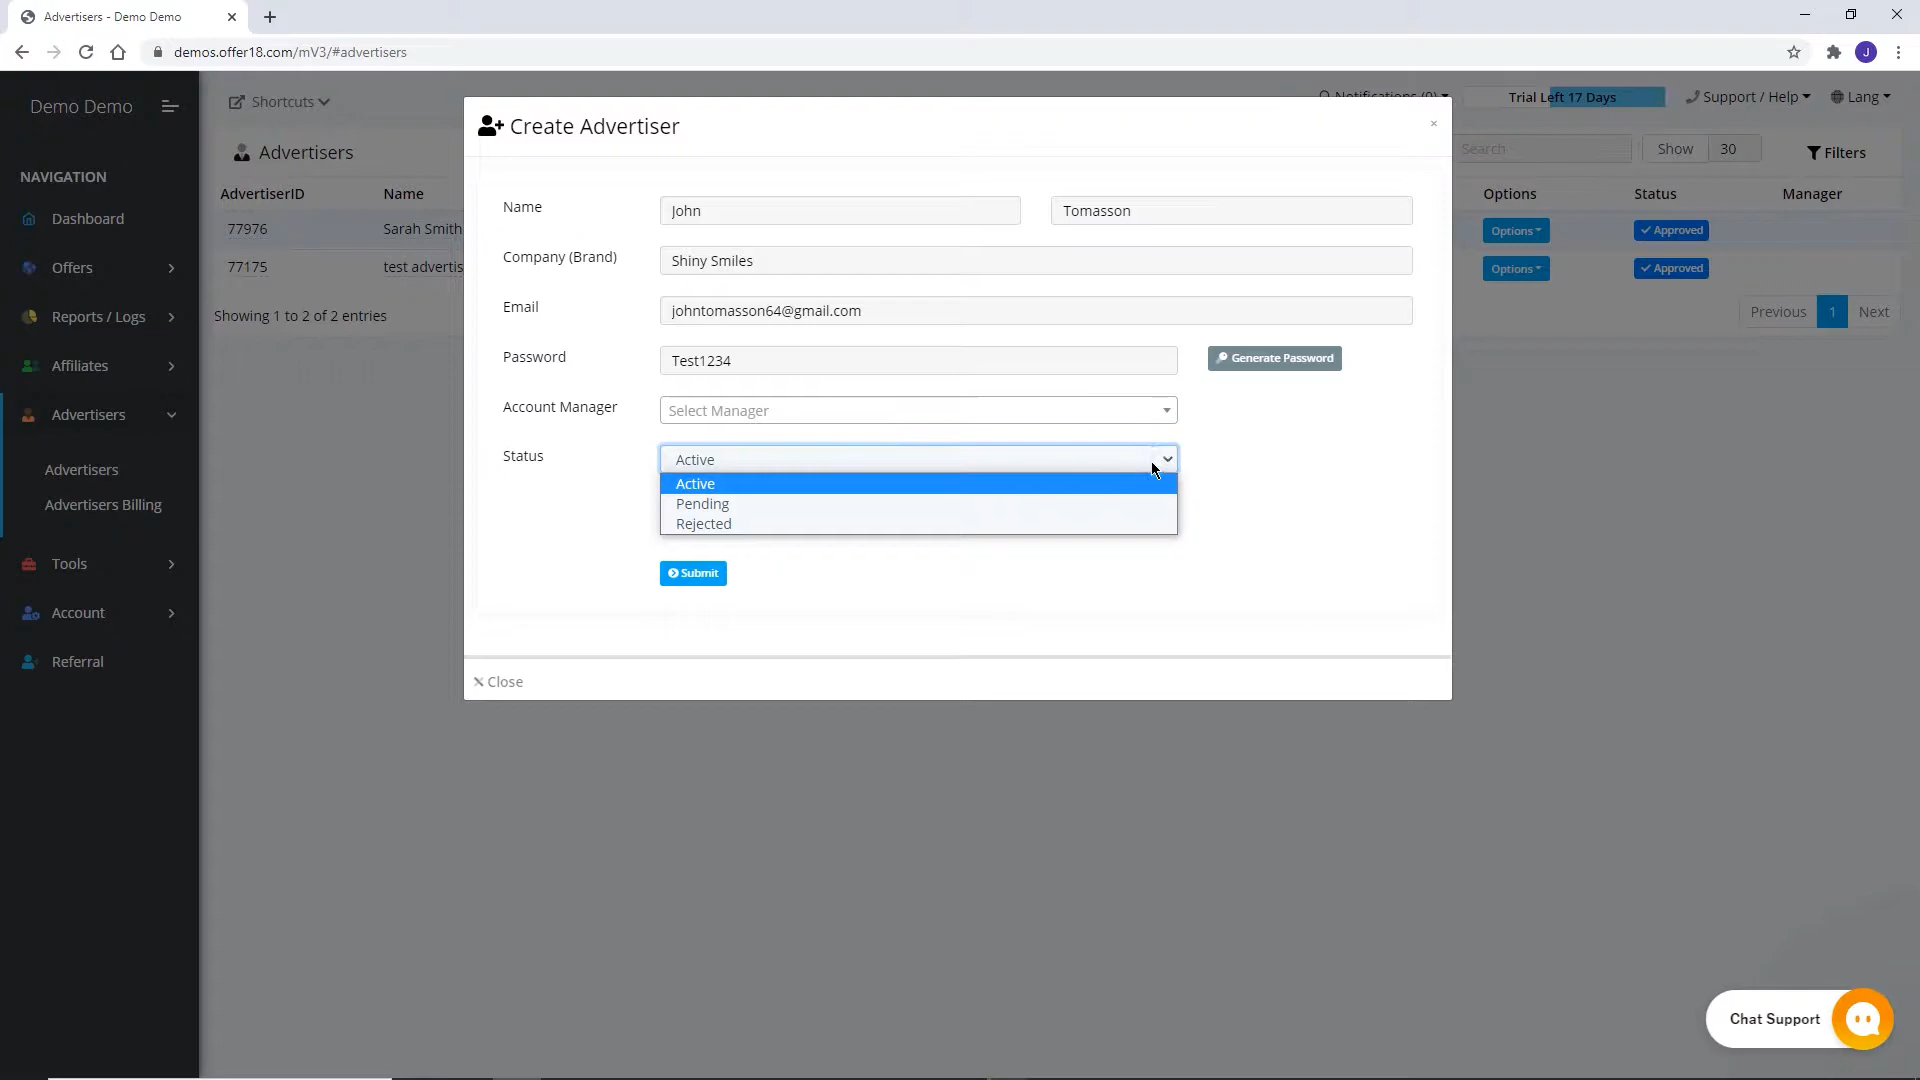 Advertisers - Demo Demo
demos.offer18.com/mV3/#advertisers
J
Demo Demo
Shortcuts
Notifications (0)
Trial Left 17 Days
Support / Help
Lang
Create Advertiser
×
Advertisers
Search
Show 30
Filters
NAVIGATION
AdvertiserID Name Options Status Manager
77976 Sarah Smith Options Approved
77175 test advertis Options Approved
Showing 1 to 2 of 2 entries
Previous 1 Next
Dashboard
Offers
Reports / Logs
Affiliates
Advertisers
Advertisers
Advertisers Billing
Tools
Account
Referral
Name John Tomasson
Company (Brand) Shiny Smiles
Email johntomasson64@gmail.com
Password Test1234 Generate Password
Account Manager Select Manager
Status Active
Active
Pending
Rejected
Submit
Close
Chat Support